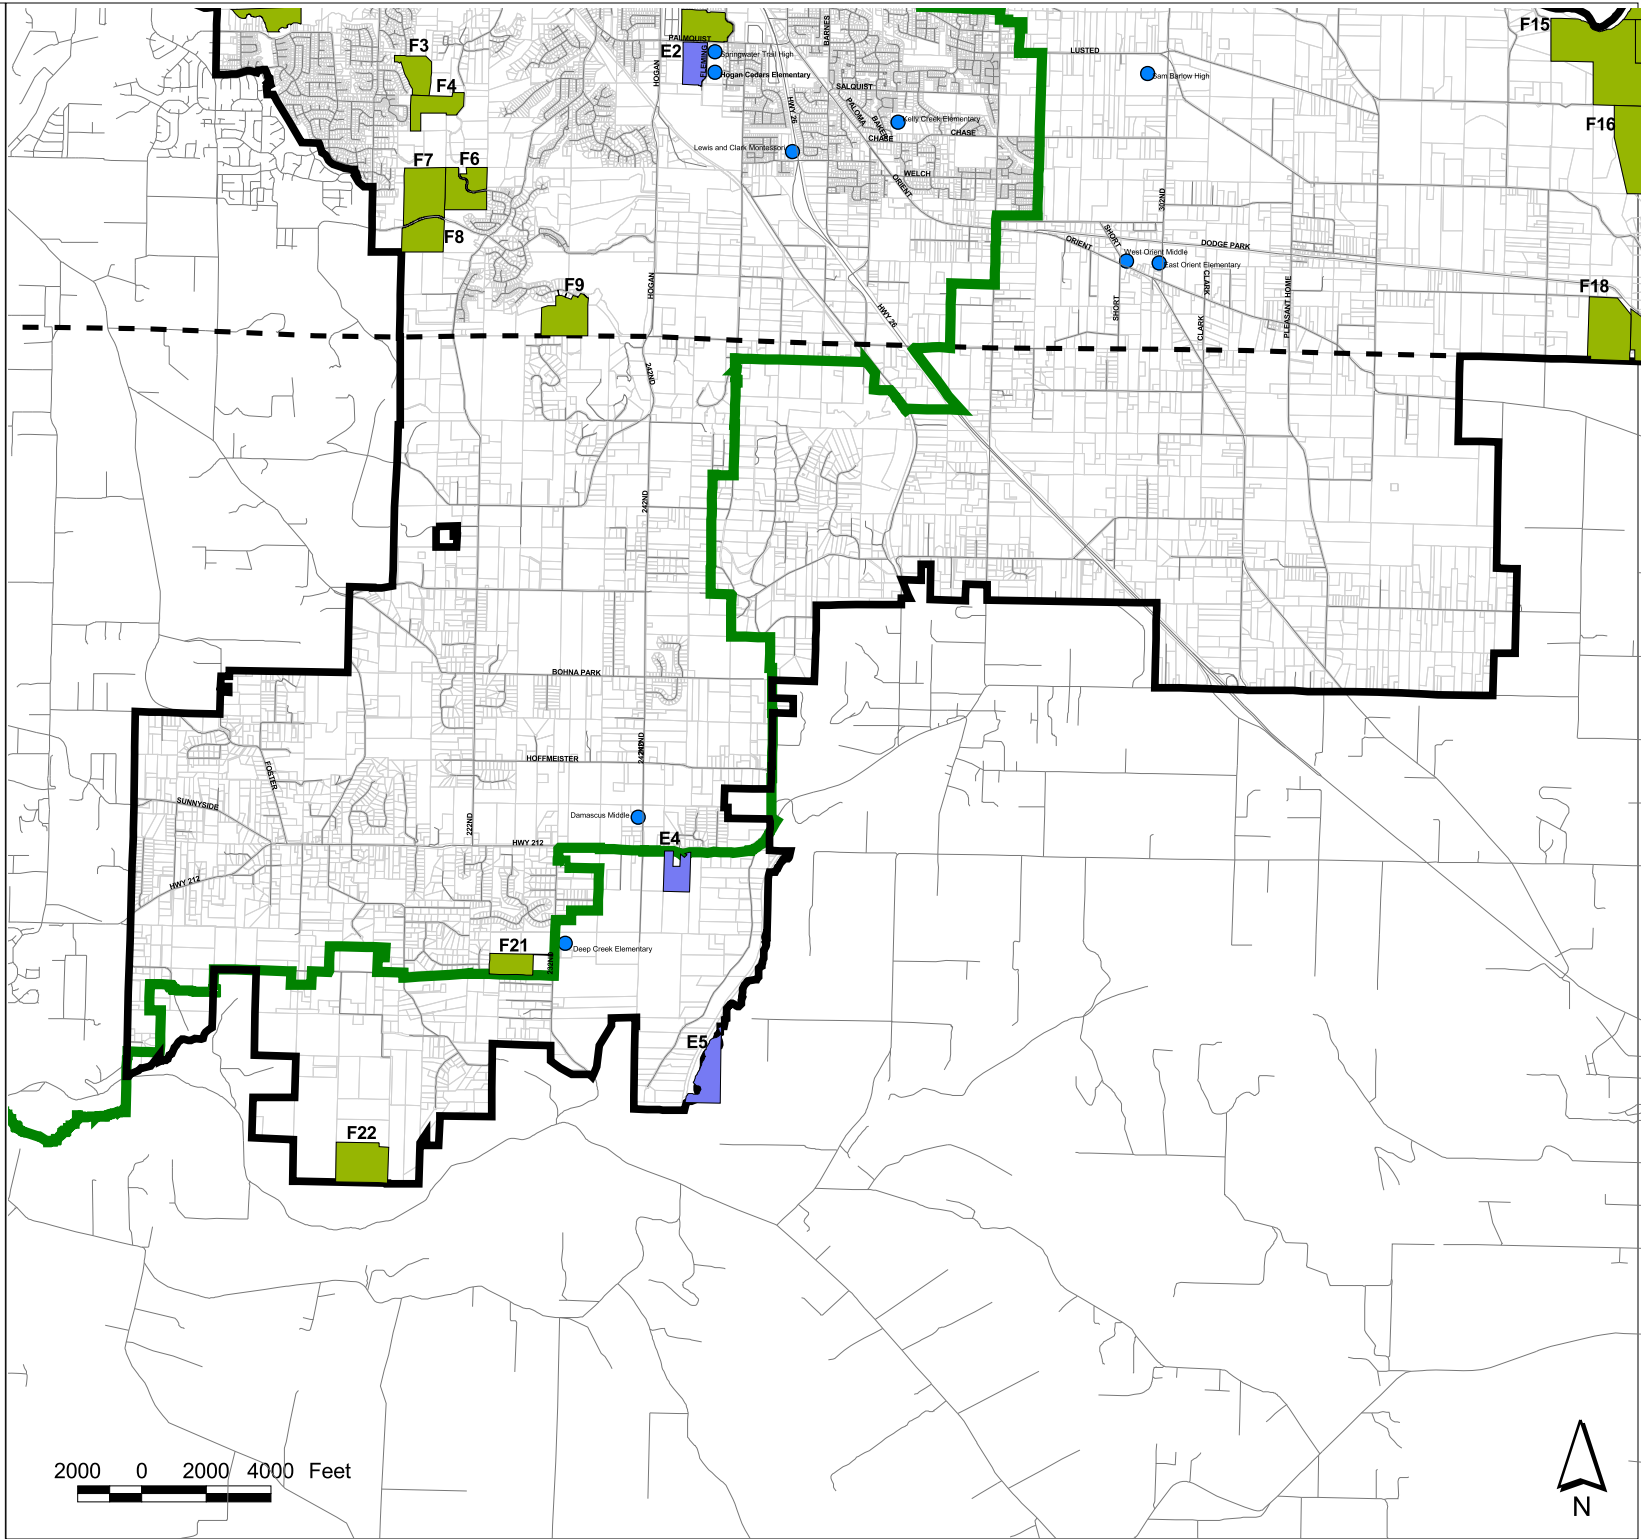 F15
F3
PALMQUIST
E2
BARNES
LUSTED
FLEMING
Springwater Trail High
HOGAN
Hogan Cedars Elementary
Sam Barlow High
F4
SALQUIST
HWY 26
PALOMA
BAKER
Kelly Creek Elementary
F16
CHASE
CHASE
Lewis and Clark Montessori
F7
F6
WELCH
ORIENT
302ND
F8
SHORT
ORIENT
DODGE PARK
West Orient Middle
East Orient Elementary
CLARK
HOGAN
F9
F18
SHORT
PLEASANT HOME
HWY 26
CLARK
242ND
242ND
BOHNA PARK
242ND
HOFFMEISTER
FOSTER
SUNNYSIDE
Damascus Middle
222ND
E4
HWY 212
HWY 212
F21
Deep Creek Elementary
232ND
E5
F22
2000 0 2000 4000 Feet
N